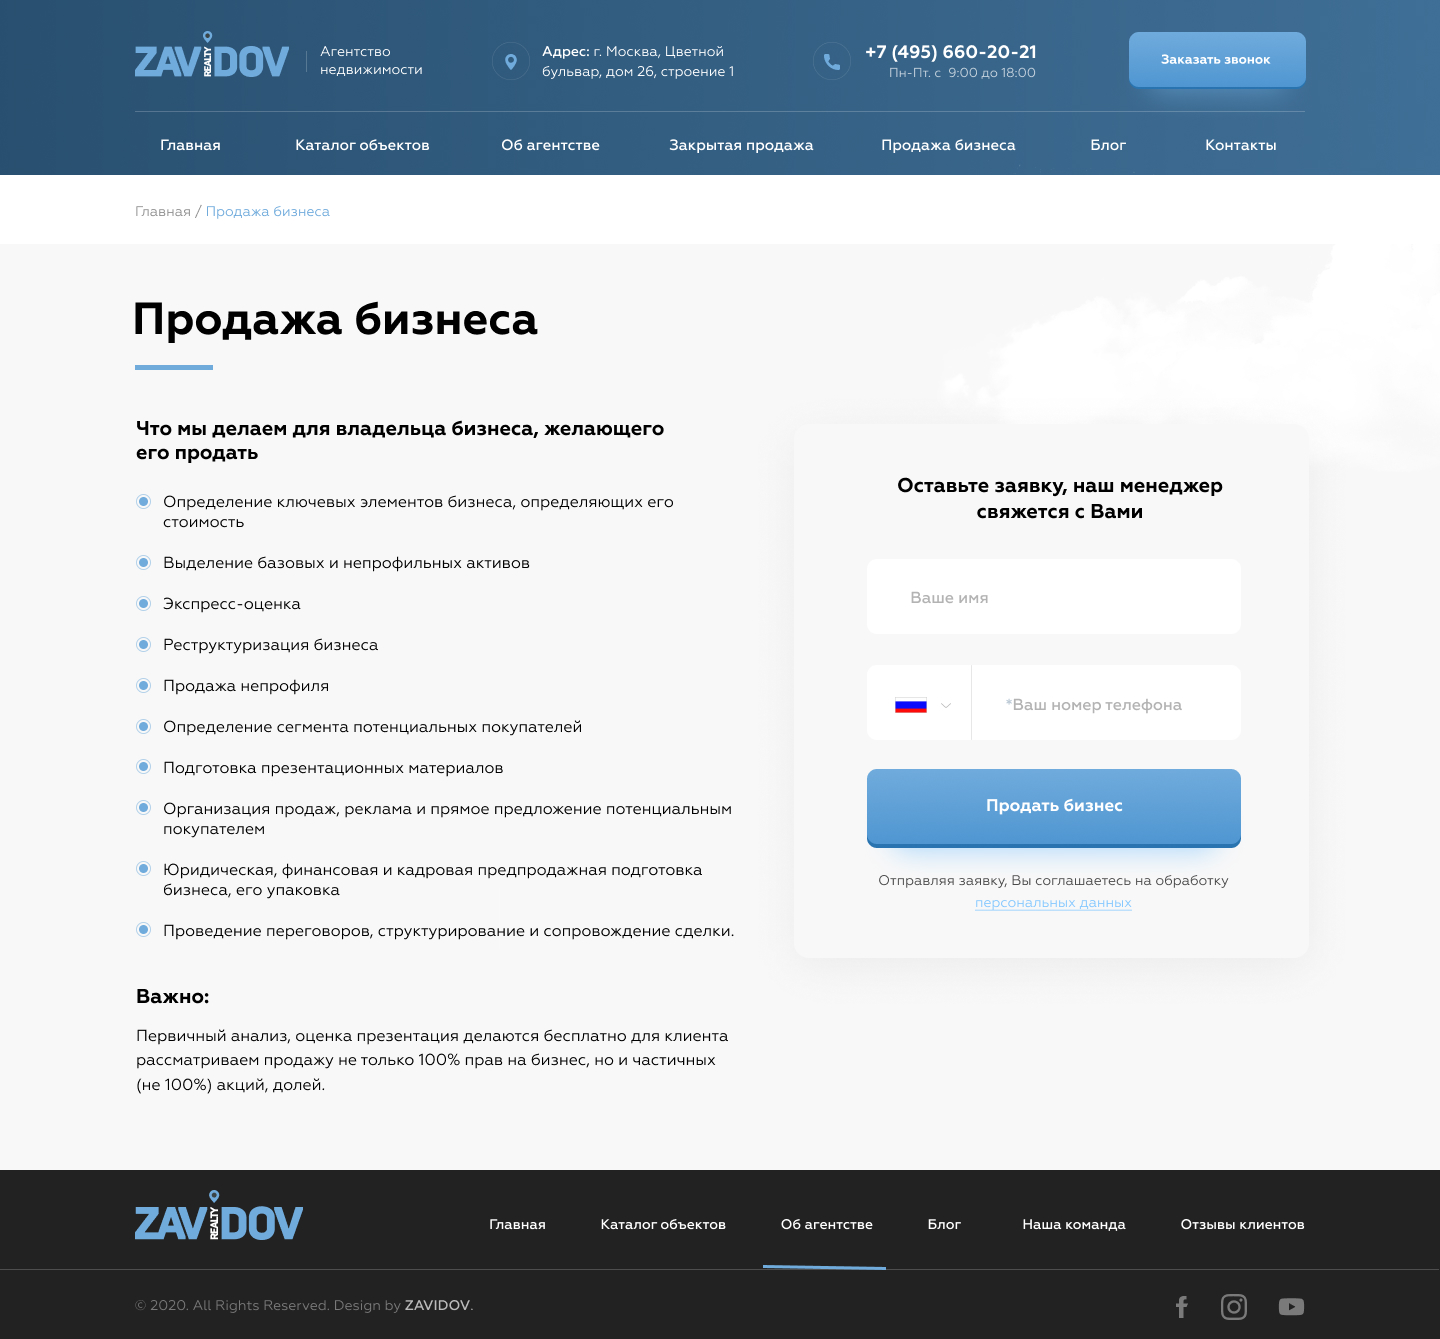 ZAVIDOV
REALTY
Агентство
недвижимости
Адрес: г. Москва, Цветной
бульвар, дом 26, строение 1
+7 (495) 660-20-21
Пн-Пт. с 9:00 до 18:00
Заказать звонок
Главная
Каталог объектов
Об агентстве
Закрытая продажа
Продажа бизнеса
Блог
Контакты
Главная / Продажа бизнеса
Продажа бизнеса
Что мы делаем для владельца бизнеса, желающего
его продать
Определение ключевых элементов бизнеса, определяющих его
стоимость
Выделение базовых и непрофильных активов
Экспресс-оценка
Реструктуризация бизнеса
Продажа непрофиля
Определение сегмента потенциальных покупателей
Подготовка презентационных материалов
Организация продаж, реклама и прямое предложение потенциальным
покупателем
Юридическая, финансовая и кадровая предпродажная подготовка
бизнеса, его упаковка
Проведение переговоров, структурирование и сопровождение сделки.
Важно:
Первичный анализ, оценка презентация делаются бесплатно для клиента
рассматриваем продажу не только 100% прав на бизнес, но и частичных
(не 100%) акций, долей.
Оставьте заявку, наш менеджер
свяжется с Вами
Ваше имя
*Ваш номер телефона
Продать бизнес
Отправляя заявку, Вы соглашаетесь на обработку
персональных данных
ZAVIDOV
REALTY
Главная
Каталог объектов
Об агентстве
Блог
Наша команда
Отзывы клиентов
© 2020. All Rights Reserved. Design by ZAVIDOV.